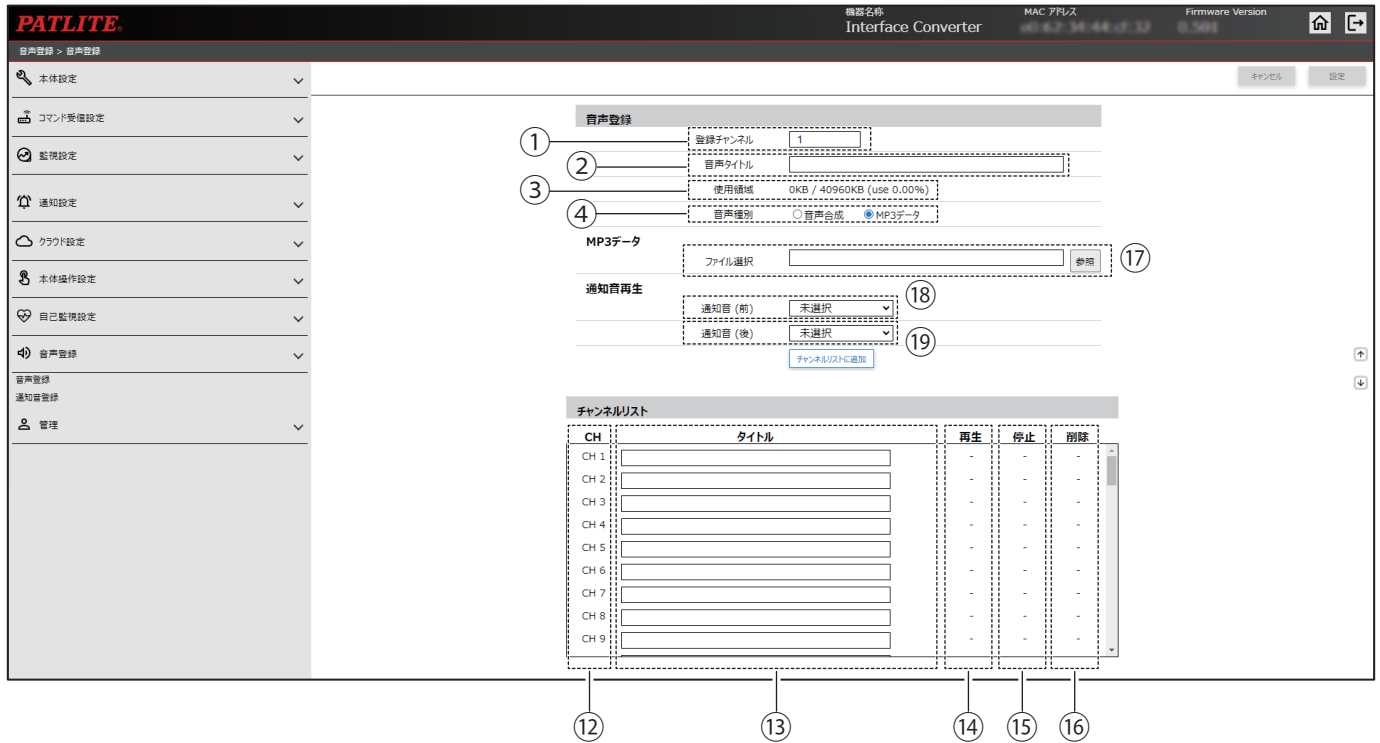 PATLITE®
機器名称
Interface Converter
MAC アドレス
Firmware Version
0.501
音声登録 > 音声登録
本体設定
コマンド受信設定
監視設定
通知設定
クラウド設定
本体操作設定
自己監視設定
音声登録
音声登録
通知音登録
管理
キャンセル 設定
音声登録
① 登録チャンネル 1
② 音声タイトル
③ 使用領域 0KB / 40960KB (use 0.00%)
④ 音声種別 音声合成 MP3データ
MP3データ
ファイル選択 参照 ⑰
通知音再生
通知音 (前) 未選択 ⑱
通知音 (後) 未選択 ⑲
チャンネルリストに追加
チャンネルリスト
CH タイトル 再生 停止 削除
CH 1 - - -
CH 2 - - -
CH 3 - - -
CH 4 - - -
CH 5 - - -
CH 6 - - -
CH 7 - - -
CH 8 - - -
CH 9 - - -
⑫ ⑬ ⑭ ⑮ ⑯